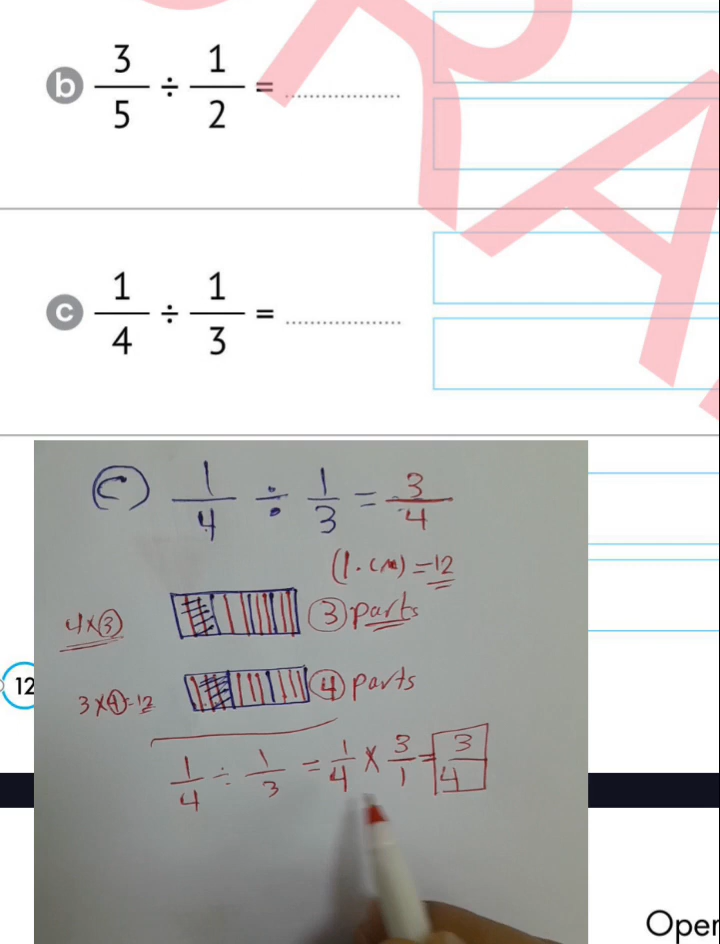 b 3/5 ÷ 1/2 = ....................
c 1/4 ÷ 1/3 = ....................
C 1/4 ÷ 1/3 = 3/4
(l.cm) = 12
4×3 3 parts
12
3×4=12 4 parts
1/4 ÷ 1/3 = 1/4 × 3/1 = 3/4
Oper
RA